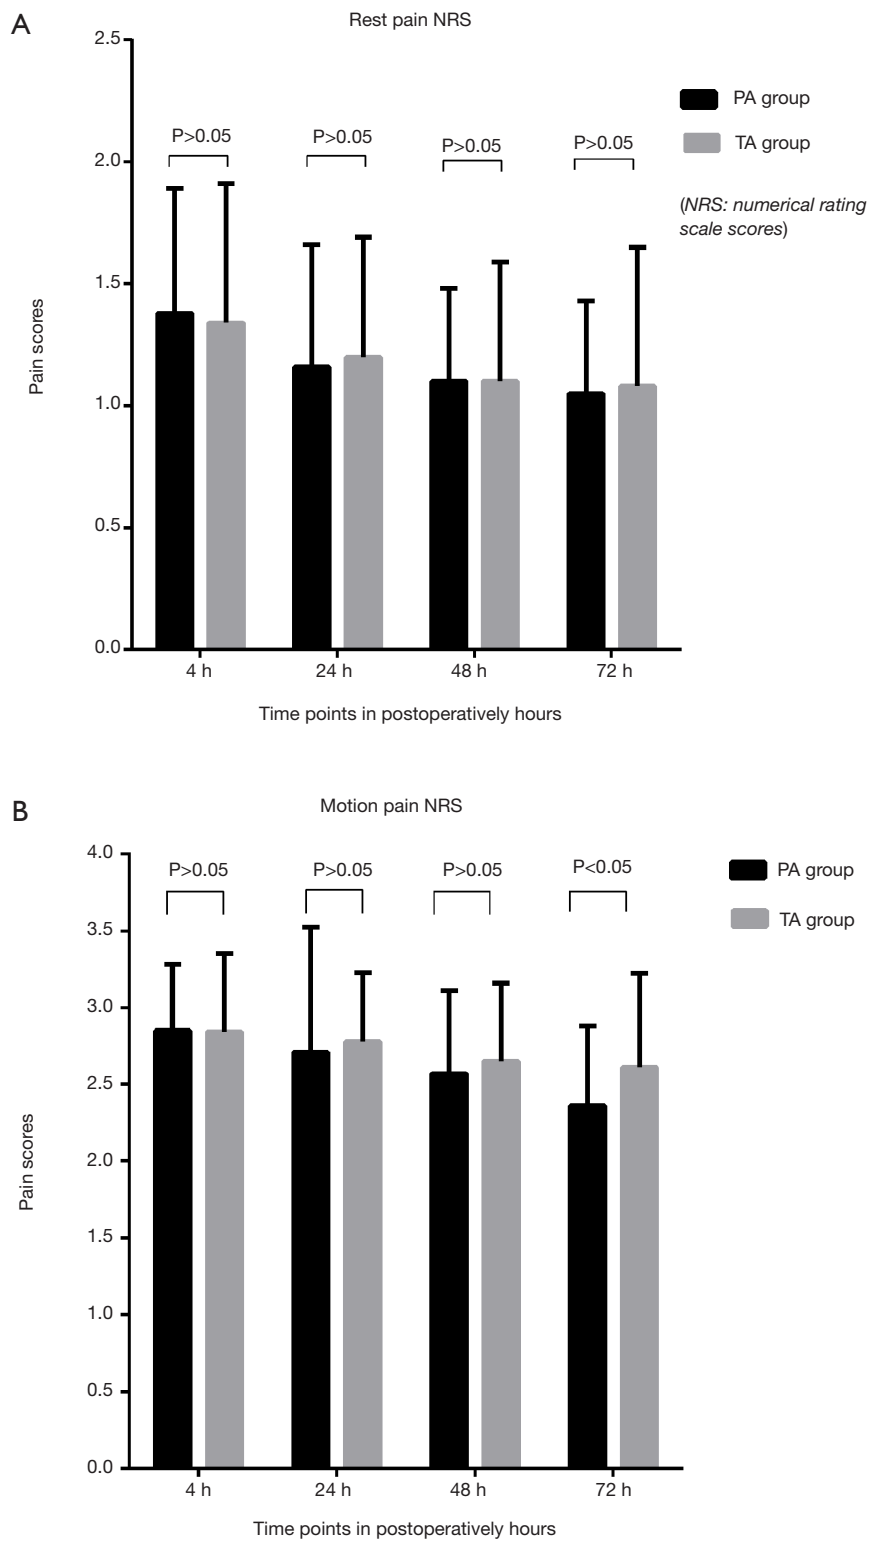 A
Rest pain NRS
2.5
2.0
1.5
1.0
0.5
0.0
Pain scores
P>0.05
P>0.05
P>0.05
P>0.05
PA group
TA group
(NRS: numerical rating
scale scores)
4 h
24 h
48 h
72 h
Time points in postoperatively hours
B
Motion pain NRS
4.0
3.5
3.0
2.5
2.0
1.5
1.0
0.5
0.0
Pain scores
P>0.05
P>0.05
P>0.05
P<0.05
PA group
TA group
4 h
24 h
48 h
72 h
Time points in postoperatively hours